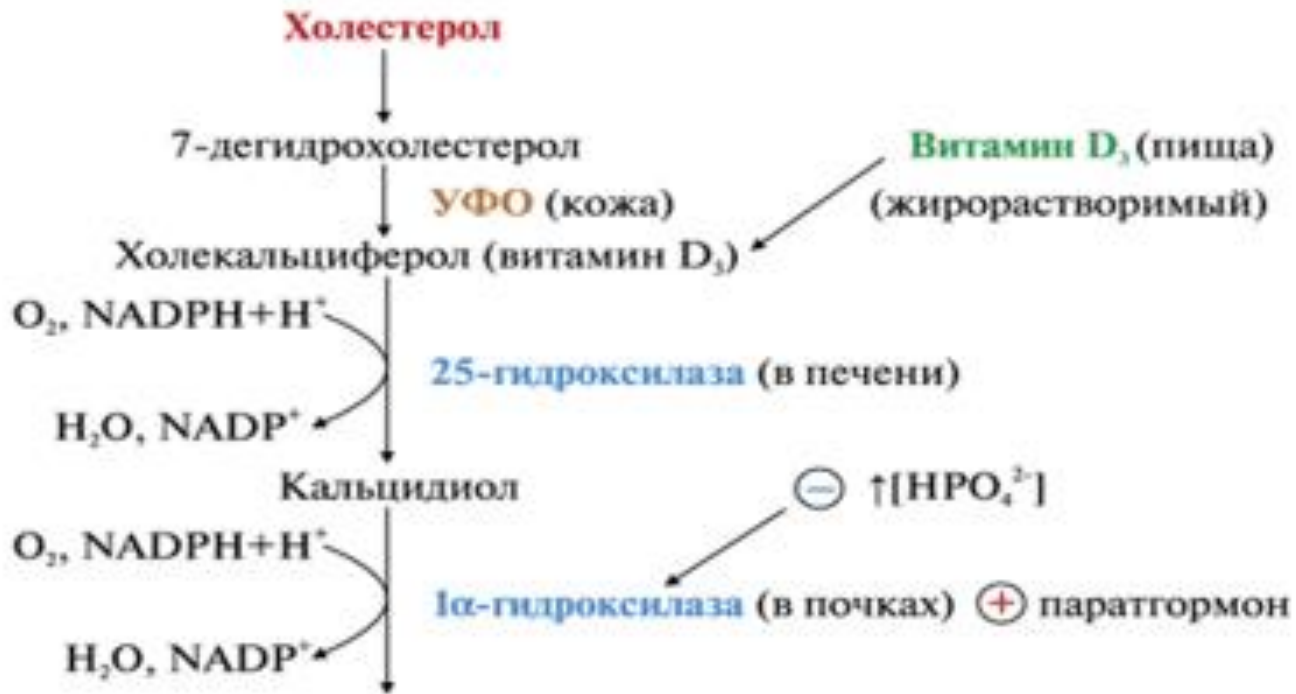 Холестерол
7-дегидрохолестерол
Витамин D₃ (пища)
УФО (кожа)
(жирорастворимый)
Холекальциферол (витамин D₃)
O₂, NADPH+H⁺
25-гидроксилаза (в печени)
H₂O, NADP⁺
Кальцидиол
− ↑[HPO₄²⁻]
O₂, NADPH+H⁺
1α-гидроксилаза (в почках) + паратгормон
H₂O, NADP⁺